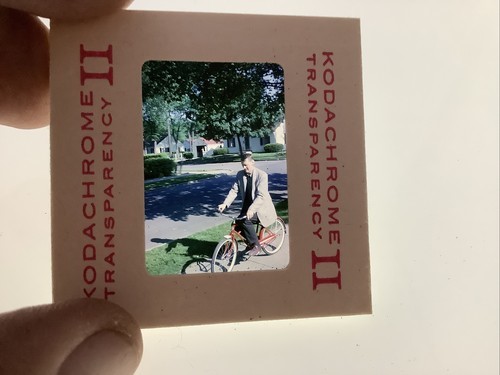 KODACHROME II
TRANSPARENCY
KODACHROME II
TRANSPARENCY